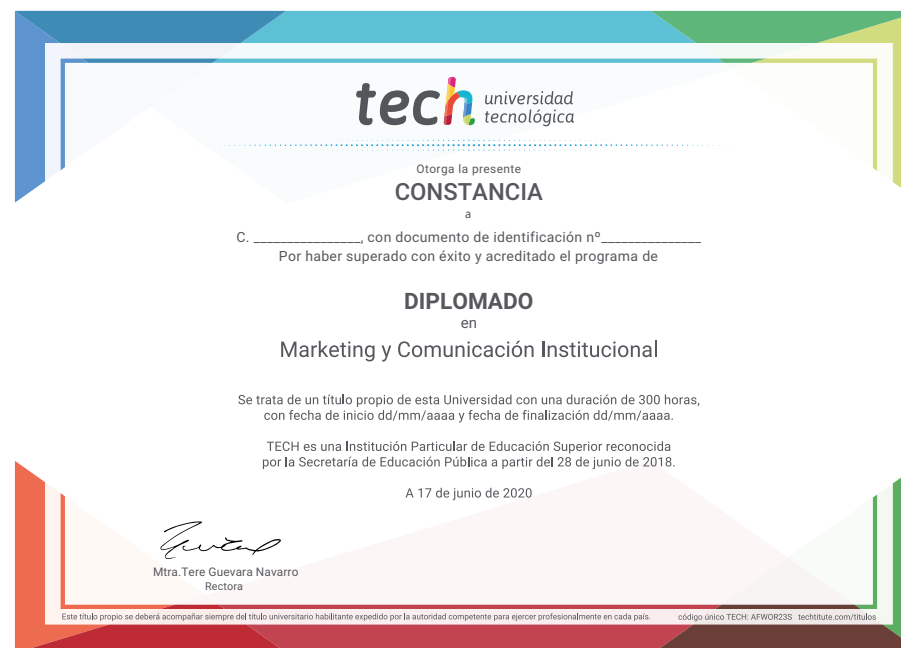 tech universidad
tecnológica
Otorga la presente
CONSTANCIA
a
C. ________________, con documento de identificación nº_______________
Por haber superado con éxito y acreditado el programa de
DIPLOMADO
en
Marketing y Comunicación Institucional
Se trata de un título propio de esta Universidad con una duración de 300 horas,
con fecha de inicio dd/mm/aaaa y fecha de finalización dd/mm/aaaa.
TECH es una Institución Particular de Educación Superior reconocida
por la Secretaría de Educación Pública a partir del 28 de junio de 2018.
A 17 de junio de 2020
Mtra.Tere Guevara Navarro
Rectora
Este título propio se deberá acompañar siempre del título universitario habilitante expedido por la autoridad competente para ejercer profesionalmente en cada país. código único TECH: AFWOR23S techtitute.com/titulos